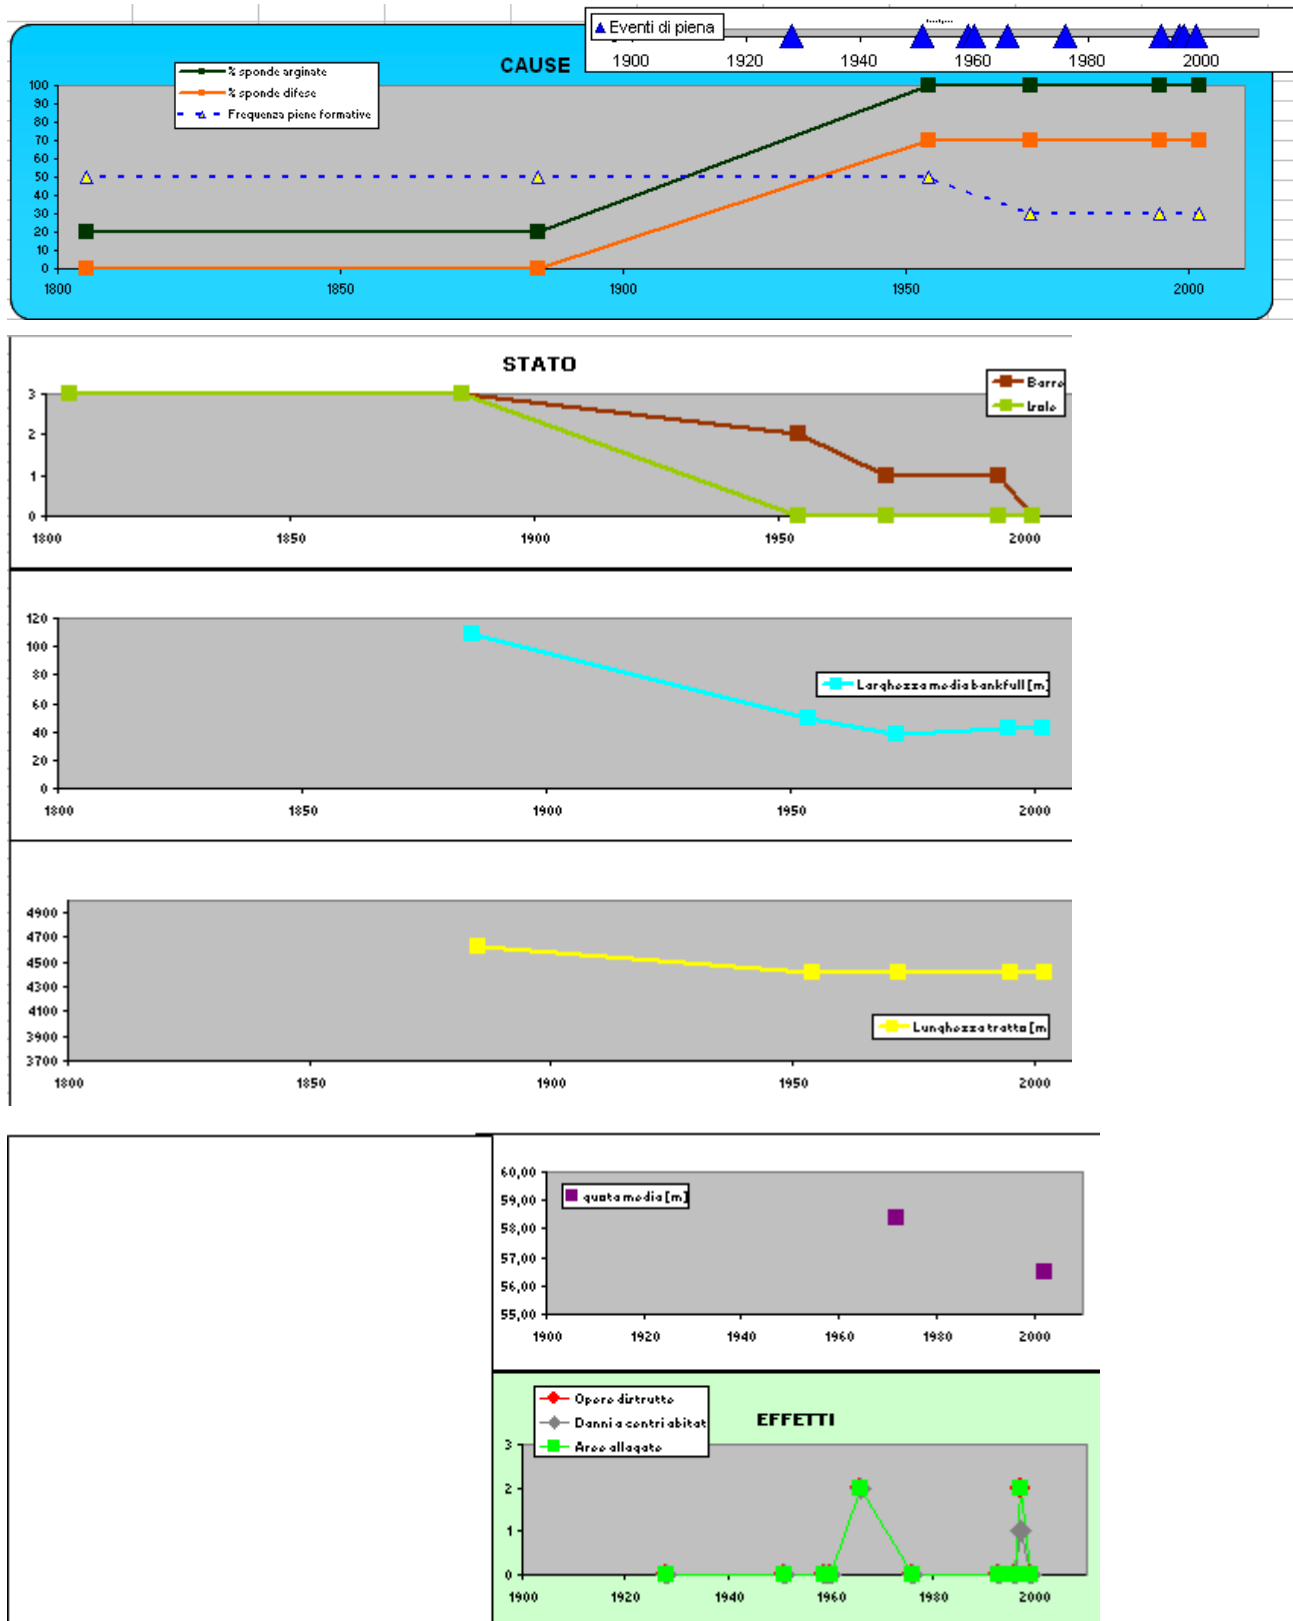 Eventi di piena
1900 1920 1940 1960 1980 2000
CAUSE
% sponde arginate
% sponde difese
Frequenza piene formative
100
90
80
70
60
50
40
30
20
10
0
1800 1850 1900 1950 2000
STATO
Barre
Isole
3
2
1
0
1800 1850 1900 1950 2000
120
100
80
60
40
20
0
Larghezza media bankfull [m]
1800 1850 1900 1950 2000
4900
4700
4500
4300
4100
3900
3700
Lunghezza tratto [m
1800 1850 1900 1950 2000
60,00
59,00
58,00
57,00
56,00
55,00
quota media [m]
1900 1920 1940 1960 1980 2000
Opere distrutte
Danni a centri abitat
Aree allagate
EFFETTI
3
2
1
0
1900 1920 1940 1960 1980 2000